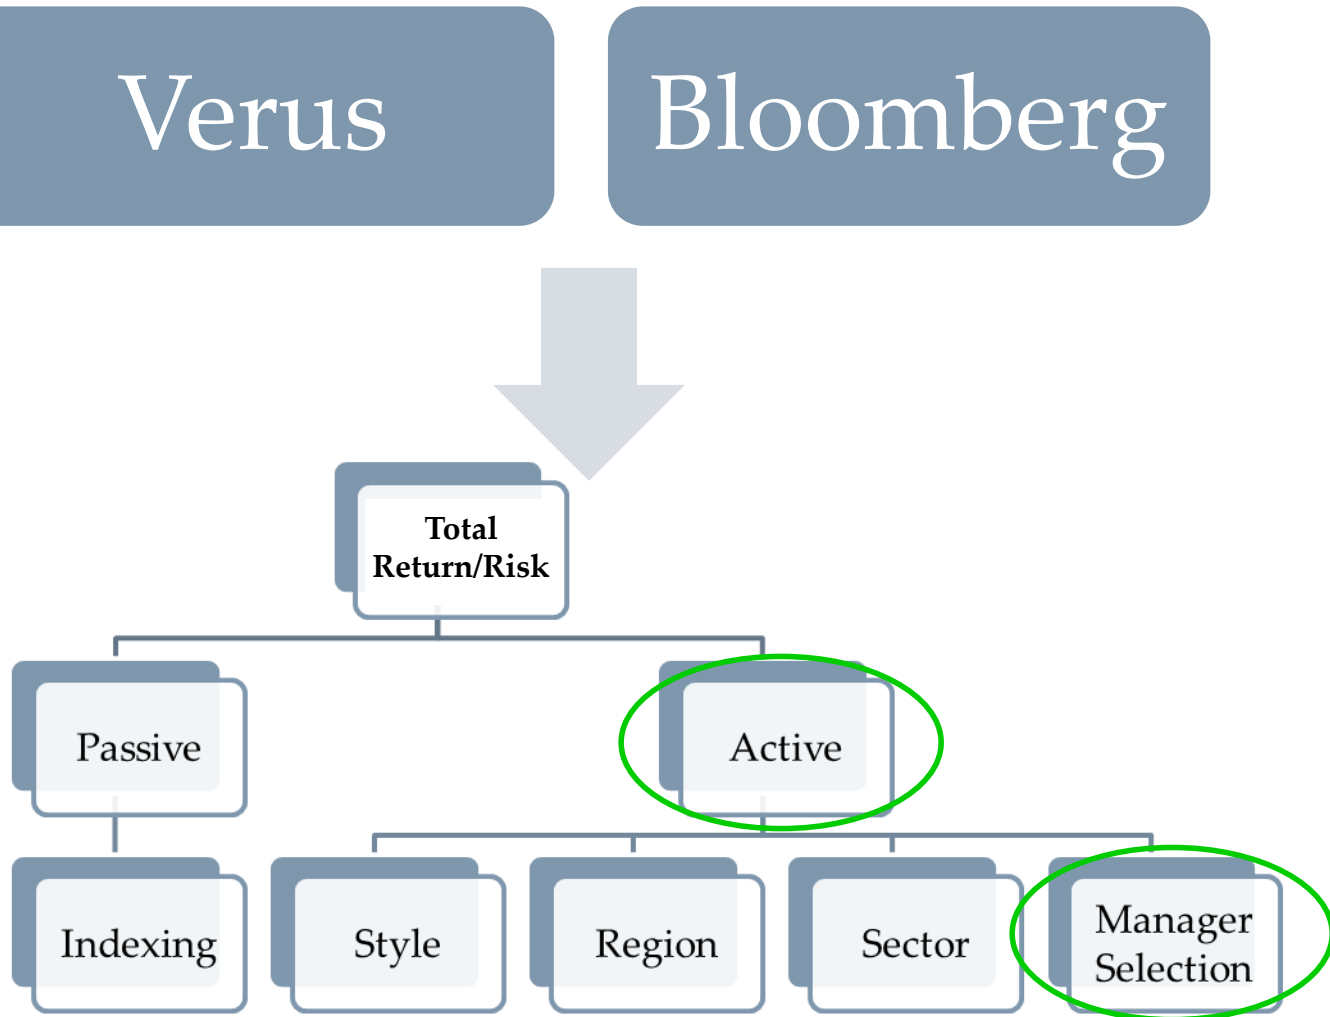 Verus
Bloomberg
Total
Return/Risk
Passive
Active
Indexing
Style
Region
Sector
Manager
Selection